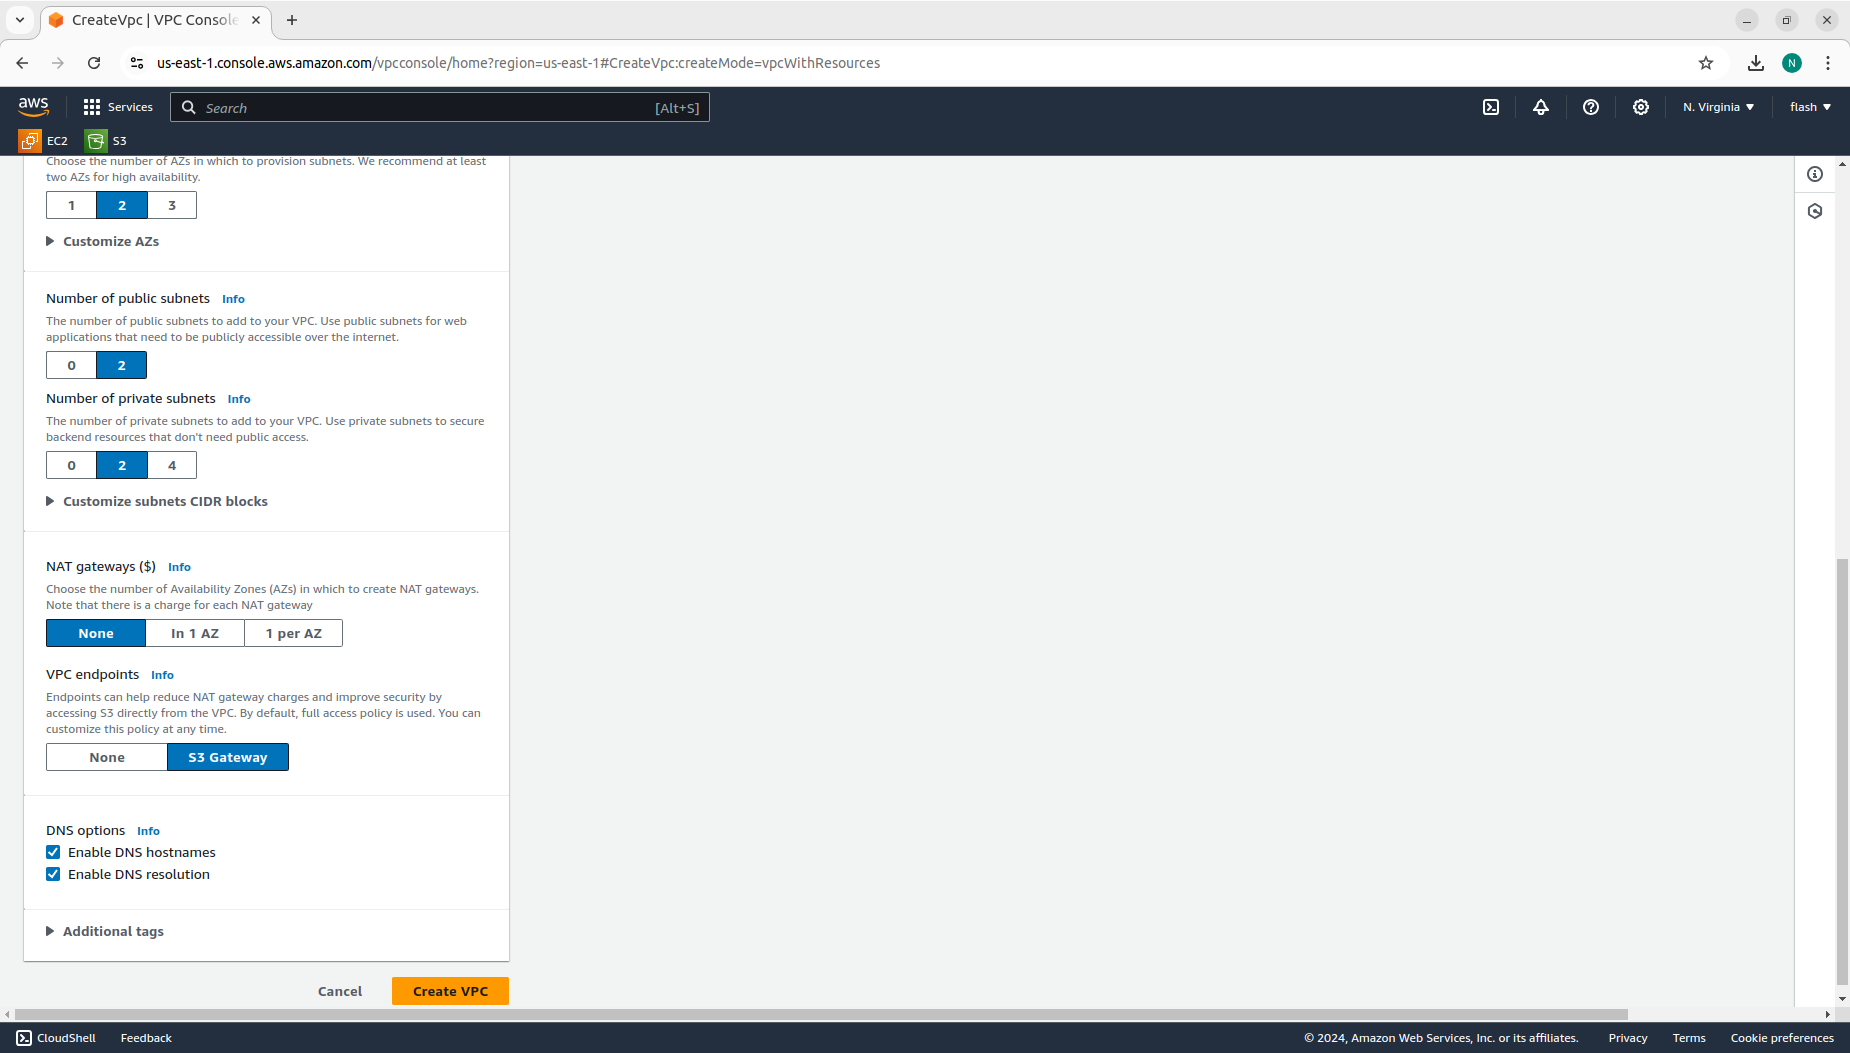 CreateVpc | VPC Console
us-east-1.console.aws.amazon.com/vpcconsole/home?region=us-east-1#CreateVpc:createMode=vpcWithResources
N
aws
Services
Search
[Alt+S]
N. Virginia
flash
EC2
S3
Choose the number of AZs in which to provision subnets. We recommend at least
two AZs for high availability.
1 2 3
Customize AZs
Number of public subnets Info
The number of public subnets to add to your VPC. Use public subnets for web
applications that need to be publicly accessible over the internet.
0 2
Number of private subnets Info
The number of private subnets to add to your VPC. Use private subnets to secure
backend resources that don't need public access.
0 2 4
Customize subnets CIDR blocks
NAT gateways ($) Info
Choose the number of Availability Zones (AZs) in which to create NAT gateways.
Note that there is a charge for each NAT gateway
None In 1 AZ 1 per AZ
VPC endpoints Info
Endpoints can help reduce NAT gateway charges and improve security by
accessing S3 directly from the VPC. By default, full access policy is used. You can
customize this policy at any time.
None S3 Gateway
DNS options Info
Enable DNS hostnames
Enable DNS resolution
Additional tags
Cancel Create VPC
CloudShell Feedback © 2024, Amazon Web Services, Inc. or its affiliates. Privacy Terms Cookie preferences